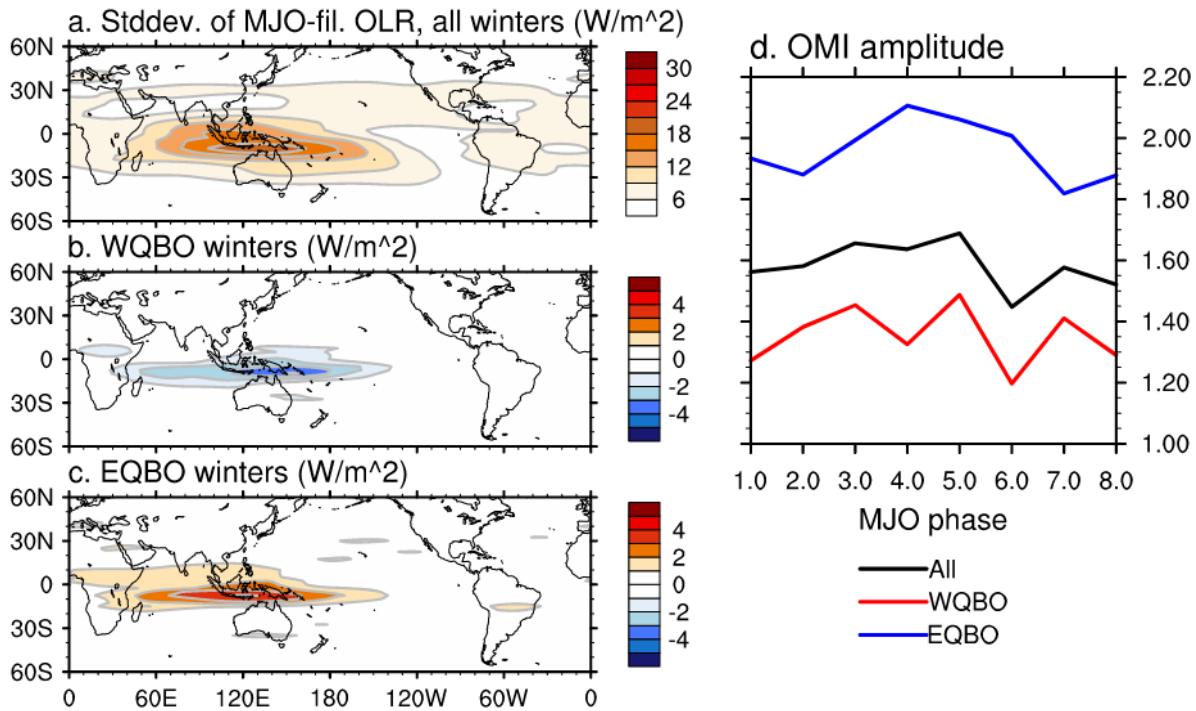 a. Stddev. of MJO-fil. OLR, all winters (W/m^2)
60N
30N
0
30S
60S
30
24
18
12
6
b. WQBO winters (W/m^2)
60N
30N
0
30S
60S
4
2
0
-2
-4
c. EQBO winters (W/m^2)
60N
30N
0
30S
60S
0
60E
120E
180
120W
60W
0
4
2
0
-2
-4
d. OMI amplitude
2.20
2.00
1.80
1.60
1.40
1.20
1.00
1.0
2.0
3.0
4.0
5.0
6.0
7.0
8.0
MJO phase
All
WQBO
EQBO